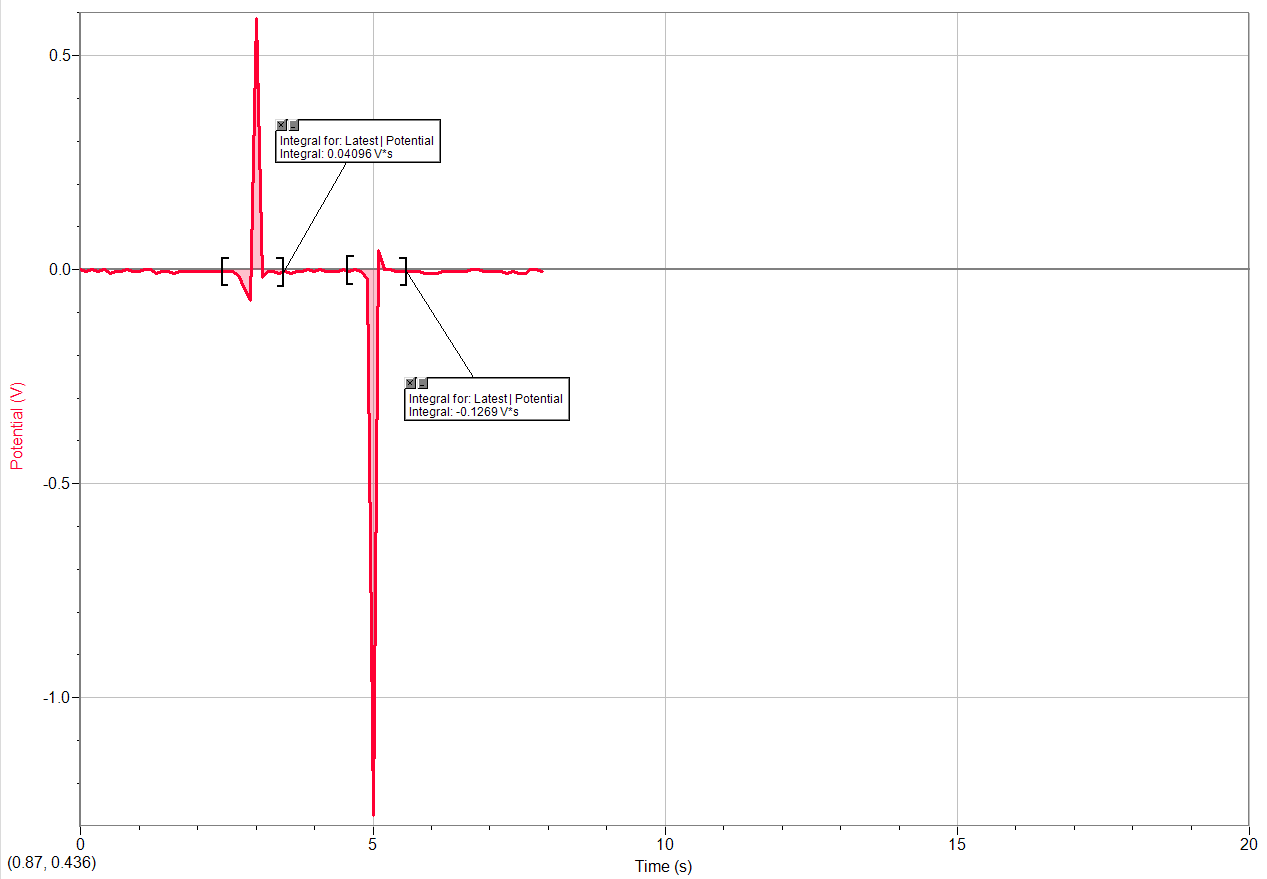 0.5
Integral for: Latest | Potential
Integral: 0.04096 V*s
0.0
Integral for: Latest | Potential
Integral: -0.1269 V*s
Potential (V)
-0.5
-1.0
0 5 10 15 20
(0.87, 0.436)
Time (s)